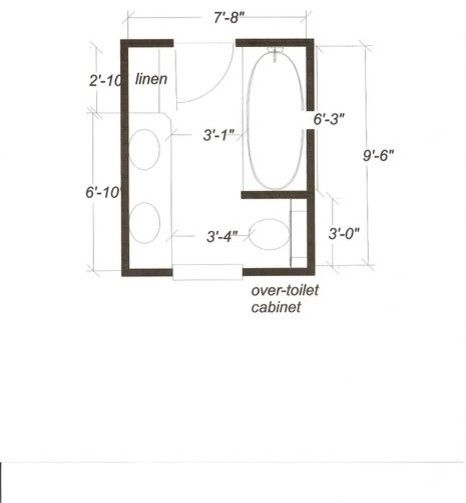 7'-8"
2'-10
linen
3'-1"
6'-3"
9'-6"
6'-10
3'-4"
3'-0"
over-toilet
cabinet